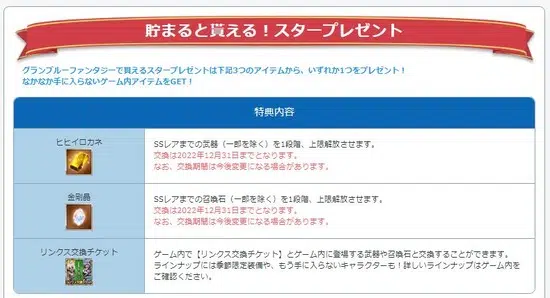 貯まると貰える！スタープレゼント
グランブルーファンタジーで貰えるスタープレゼントは下記3つのアイテムから、いずれか1つをプレゼント！
なかなか手に入らないゲーム内アイテムをGET！
特典内容
ヒヒイロカネ
SSレアまでの武器（一部を除く）を1段階、上限解放させます。
交換は2022年12月31日までとなります。
なお、交換期間は今後変更になる場合があります。
金剛晶
SSレアまでの召喚石（一部を除く）を1段階、上限解放させます。
交換は2022年12月31日までとなります。
なお、交換期間は今後変更になる場合があります。
リンクス交換チケット
ゲーム内で【リンクス交換チケット】とゲーム内に登場する武器や召喚石と交換することができます。
ラインナップには季節限定装備や、もう手に入らないキャラクターも！詳しいラインナップはゲーム内を
ご確認ください。